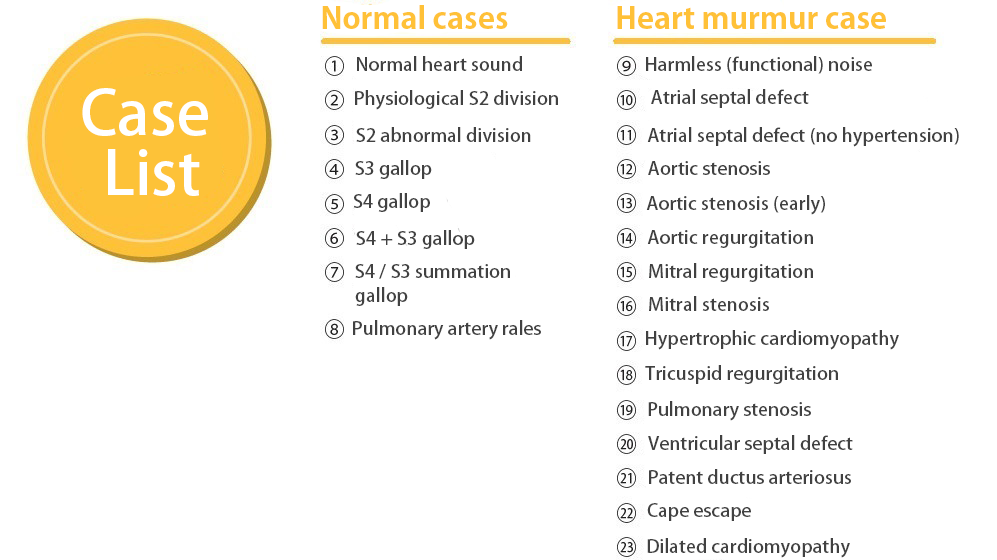 Case
List
Normal cases
① Normal heart sound
② Physiological S2 division
③ S2 abnormal division
④ S3 gallop
⑤ S4 gallop
⑥ S4 + S3 gallop
⑦ S4 / S3 summation
gallop
⑧ Pulmonary artery rales
Heart murmur case
⑨ Harmless (functional) noise
⑩ Atrial septal defect
⑪ Atrial septal defect (no hypertension)
⑫ Aortic stenosis
⑬ Aortic stenosis (early)
⑭ Aortic regurgitation
⑮ Mitral regurgitation
⑯ Mitral stenosis
⑰ Hypertrophic cardiomyopathy
⑱ Tricuspid regurgitation
⑲ Pulmonary stenosis
⑳ Ventricular septal defect
㉑ Patent ductus arteriosus
㉒ Cape escape
㉓ Dilated cardiomyopathy